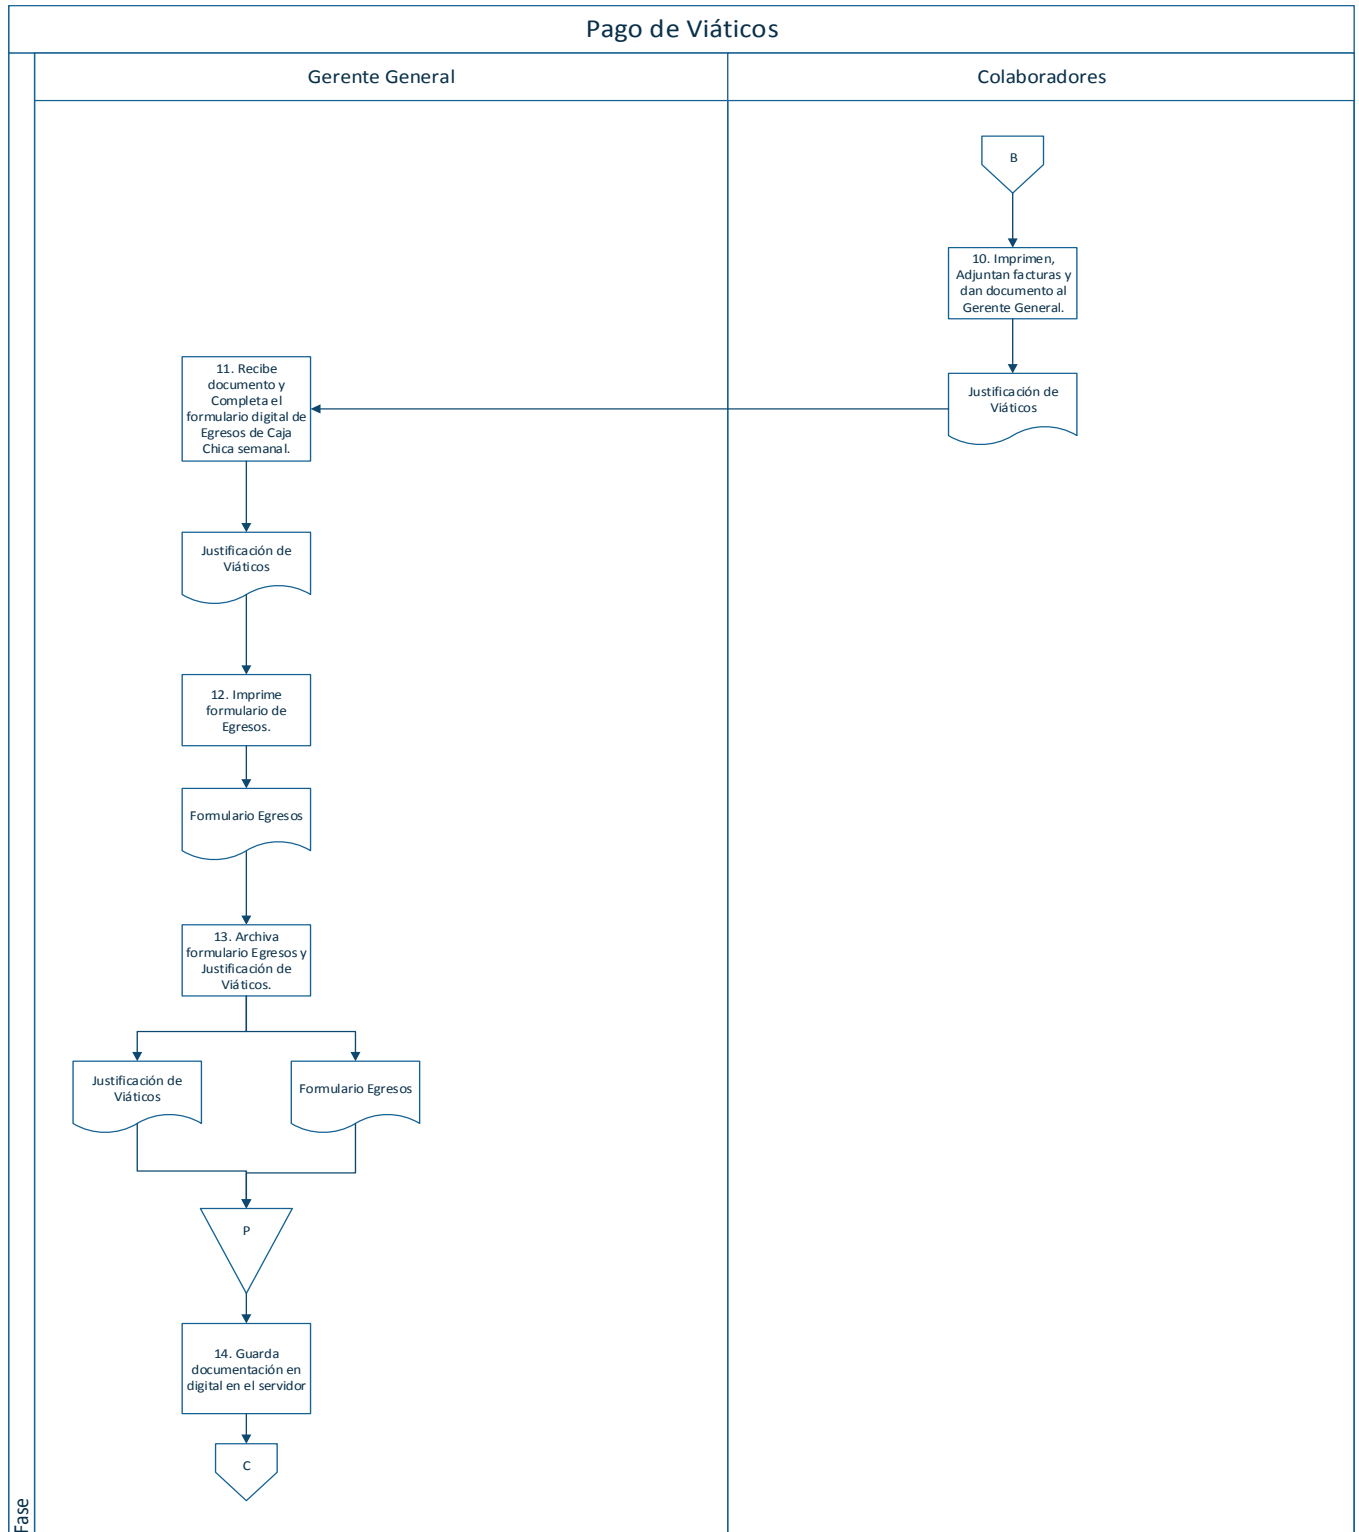 Pago de Viáticos
Gerente General
Colaboradores
B
10. Imprimen,
Adjuntan facturas y
dan documento al
Gerente General.
Justificación de
Viáticos
11. Recibe
documento y
Completa el
formulario digital de
Egresos de Caja
Chica semanal.
Justificación de
Viáticos
12. Imprime
formulario de
Egresos.
Formulario Egresos
13. Archiva
formulario Egresos y
Justificación de
Viáticos.
Justificación de
Viáticos
Formulario Egresos
P
14. Guarda
documentación en
digital en el servidor
C
Fase